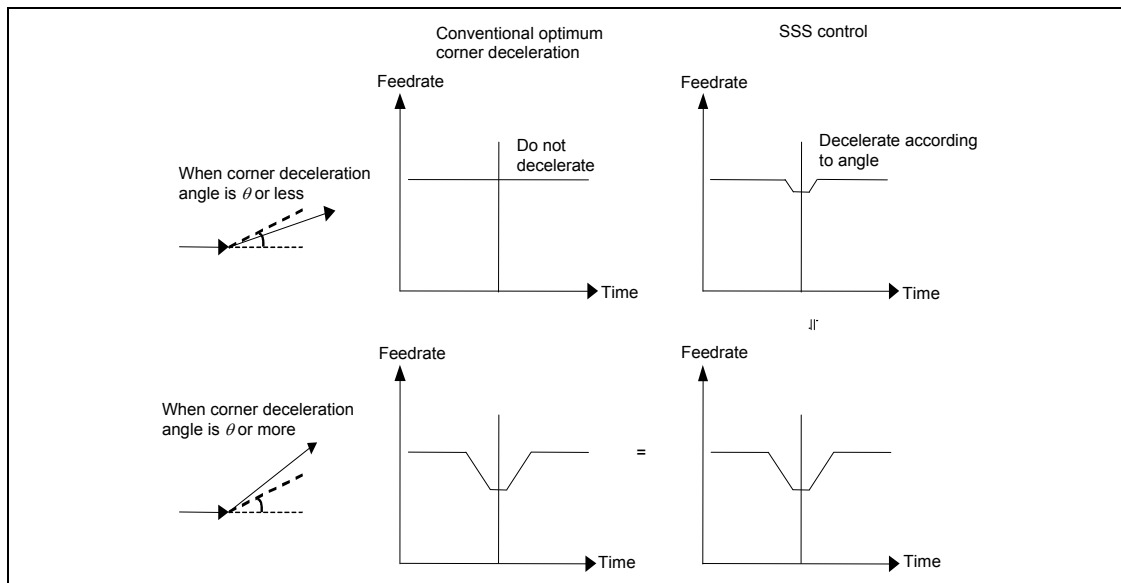 Conventional optimum
corner deceleration
SSS control
Feedrate
Feedrate
Do not
decelerate
Decelerate according
to angle
When corner deceleration
angle is θ or less
Time
Time
Feedrate
Feedrate
When corner deceleration
angle is θ or more
=
Time
Time